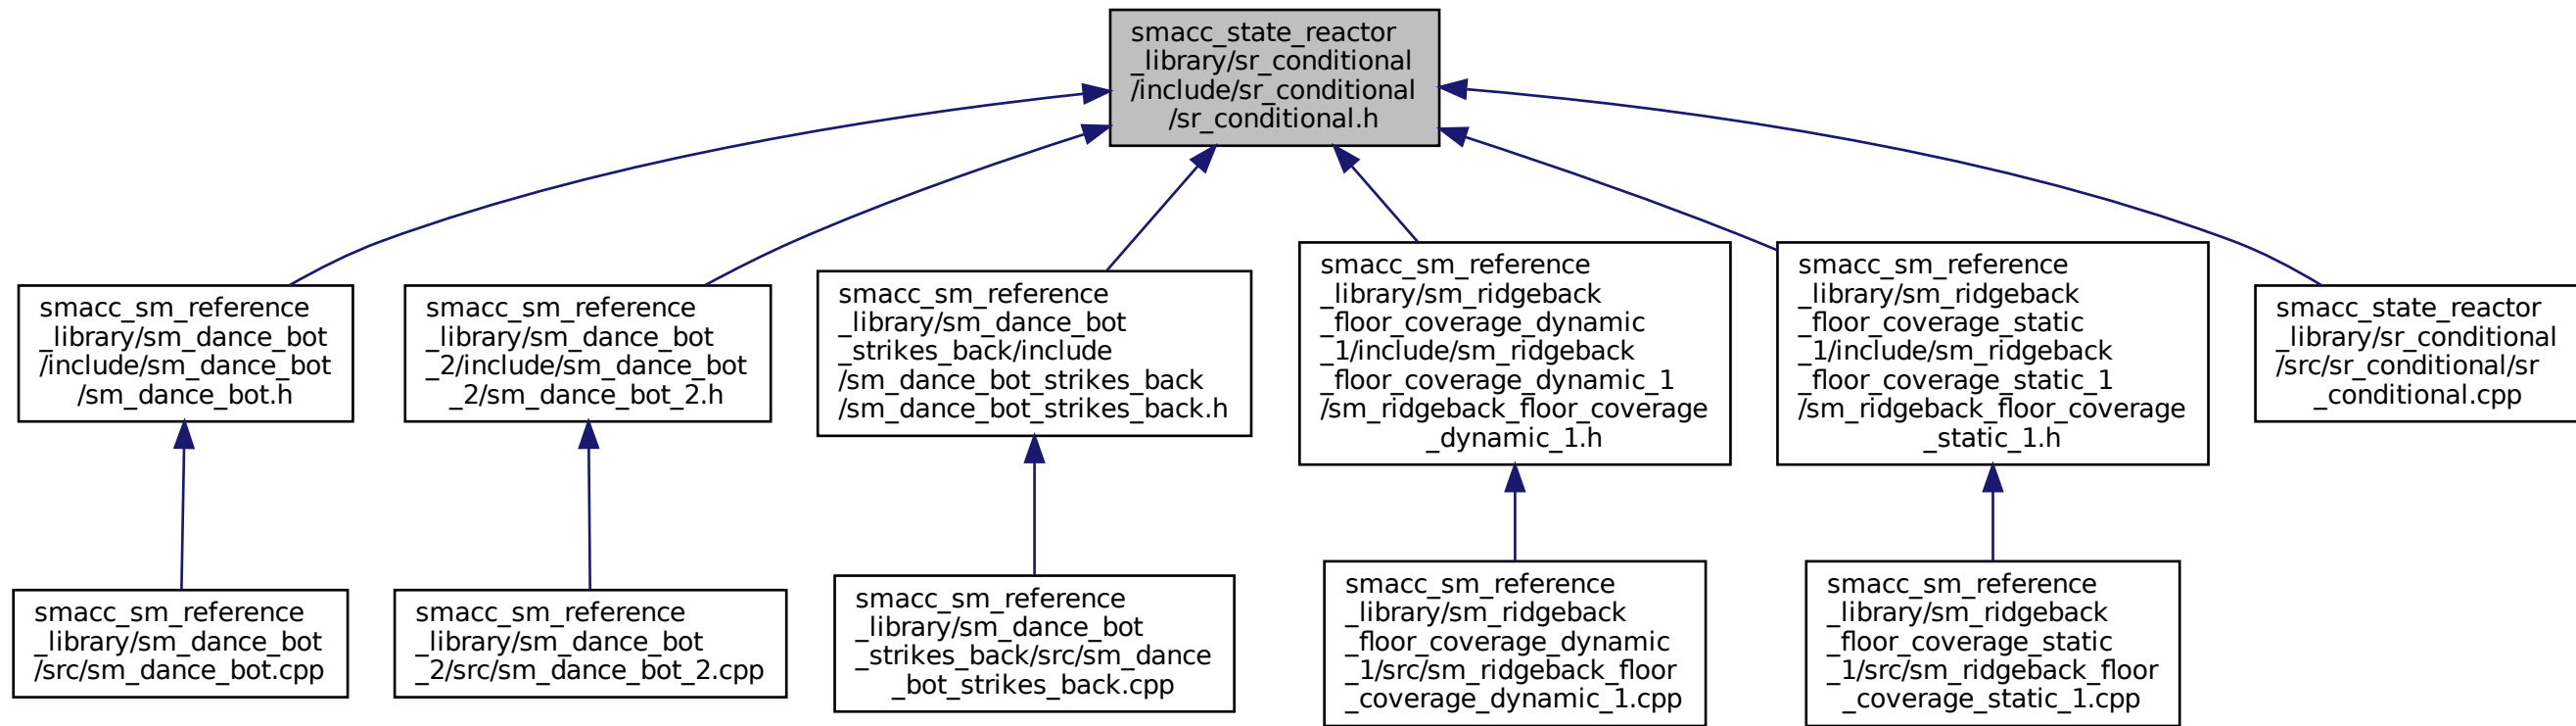 smacc_state_reactor
_library/sr_conditional
/include/sr_conditional
/sr_conditional.h
smacc_sm_reference
_library/sm_dance_bot
/include/sm_dance_bot
/sm_dance_bot.h
smacc_sm_reference
_library/sm_dance_bot
_2/include/sm_dance_bot
_2/sm_dance_bot_2.h
smacc_sm_reference
_library/sm_dance_bot
_strikes_back/include
/sm_dance_bot_strikes_back
/sm_dance_bot_strikes_back.h
smacc_sm_reference
_library/sm_ridgeback
_floor_coverage_dynamic
_1/include/sm_ridgeback
_floor_coverage_dynamic_1
/sm_ridgeback_floor_coverage
_dynamic_1.h
smacc_sm_reference
_library/sm_ridgeback
_floor_coverage_static
_1/include/sm_ridgeback
_floor_coverage_static_1
/sm_ridgeback_floor_coverage
_static_1.h
smacc_state_reactor
_library/sr_conditional
/src/sr_conditional/sr
_conditional.cpp
smacc_sm_reference
_library/sm_dance_bot
/src/sm_dance_bot.cpp
smacc_sm_reference
_library/sm_dance_bot
_2/src/sm_dance_bot_2.cpp
smacc_sm_reference
_library/sm_dance_bot
_strikes_back/src/sm_dance
_bot_strikes_back.cpp
smacc_sm_reference
_library/sm_ridgeback
_floor_coverage_dynamic
_1/src/sm_ridgeback_floor
_coverage_dynamic_1.cpp
smacc_sm_reference
_library/sm_ridgeback
_floor_coverage_static
_1/src/sm_ridgeback_floor
_coverage_static_1.cpp